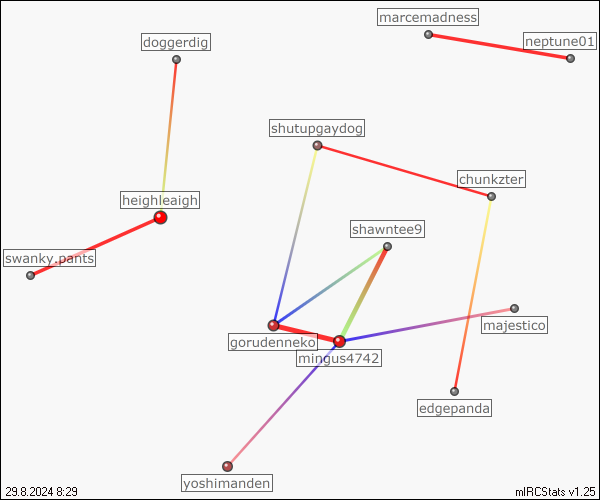 marcemadness
neptune01
doggerdig
shutupgaydog
chunkzter
heighleaigh
shawntee9
swanky.pants
majestico
gorudenneko
mingus4742
edgepanda
yoshimanden
29.8.2024 8:29
mIRCStats v1.25